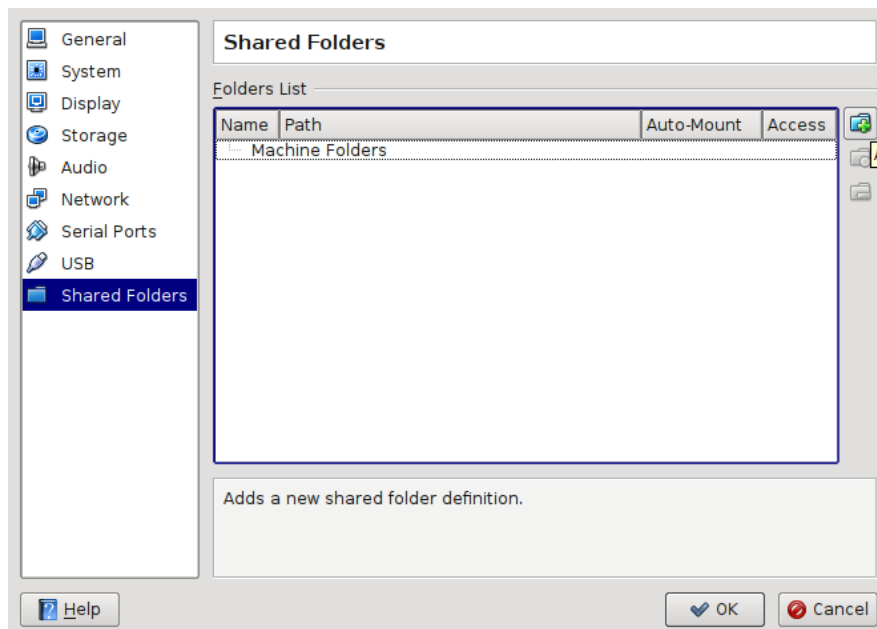 General
System
Display
Storage
Audio
Network
Serial Ports
USB
Shared Folders
Shared Folders
Folders List
Name Path Auto-Mount Access
Machine Folders
Adds a new shared folder definition.
Help OK Cancel